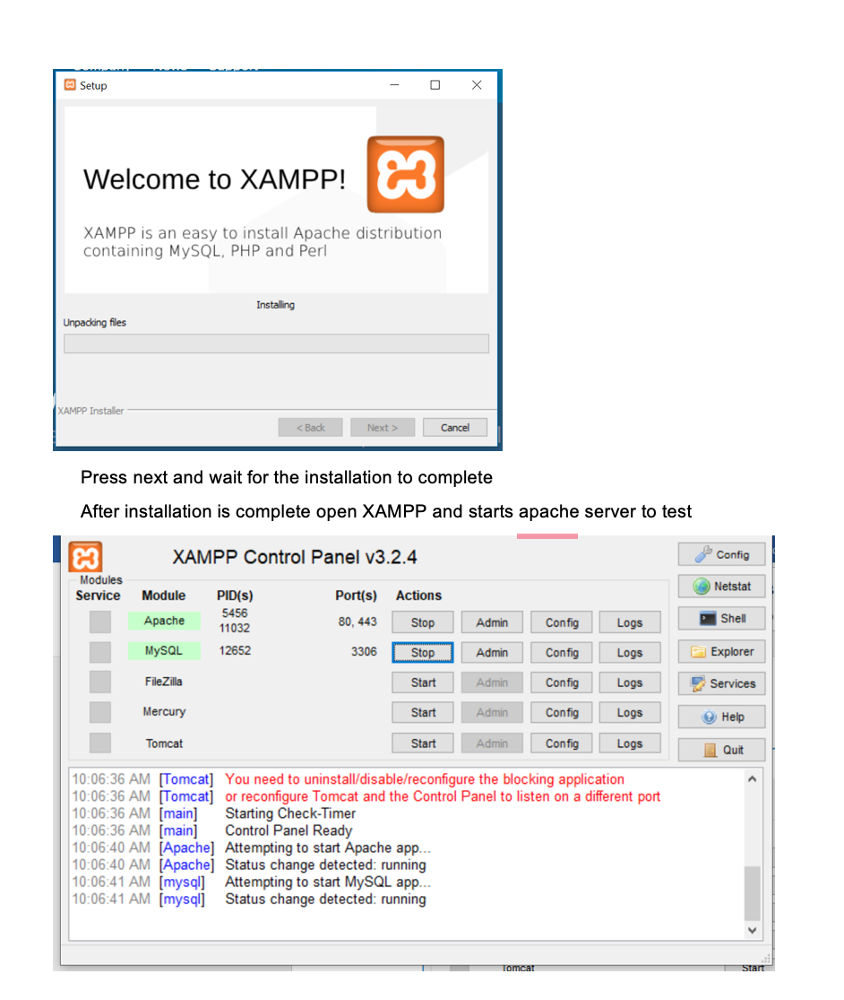 Setup
Welcome to XAMPP!
XAMPP is an easy to install Apache distribution
containing MySQL, PHP and Perl
Installing
Unpacking files
XAMPP Installer
< Back Next > Cancel
Press next and wait for the installation to complete
After installation is complete open XAMPP and starts apache server to test
XAMPP Control Panel v3.2.4
Config
Modules
Service Module PID(s) Port(s) Actions
Netstat
Apache 5456 11032 80, 443 Stop Admin Config Logs
Shell
MySQL 12652 3306 Stop Admin Config Logs
Explorer
FileZilla Start Admin Config Logs
Services
Mercury Start Admin Config Logs
Help
Tomcat Start Admin Config Logs
Quit
10:06:36 AM [Tomcat] You need to uninstall/disable/reconfigure the blocking application
10:06:36 AM [Tomcat] or reconfigure Tomcat and the Control Panel to listen on a different port
10:06:36 AM [main] Starting Check-Timer
10:06:36 AM [main] Control Panel Ready
10:06:40 AM [Apache] Attempting to start Apache app...
10:06:40 AM [Apache] Status change detected: running
10:06:41 AM [mysql] Attempting to start MySQL app...
10:06:41 AM [mysql] Status change detected: running
Tomcat Start